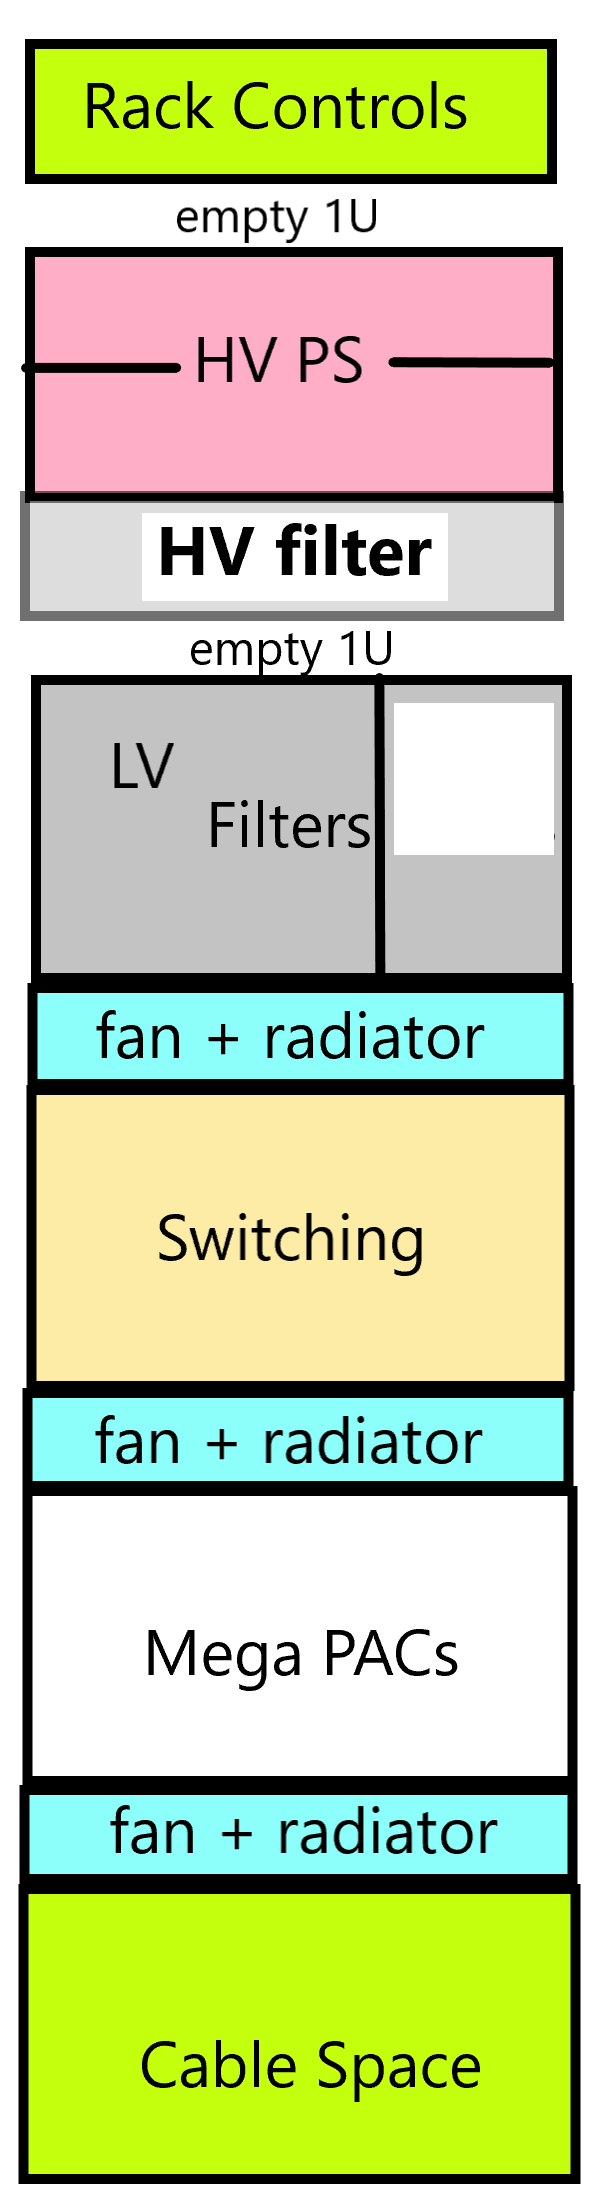 Rack Controls
empty 1U
HV PS
HV filter
empty 1U
LV
Filters
fan + radiator
Switching
fan + radiator
Mega PACs
fan + radiator
Cable Space